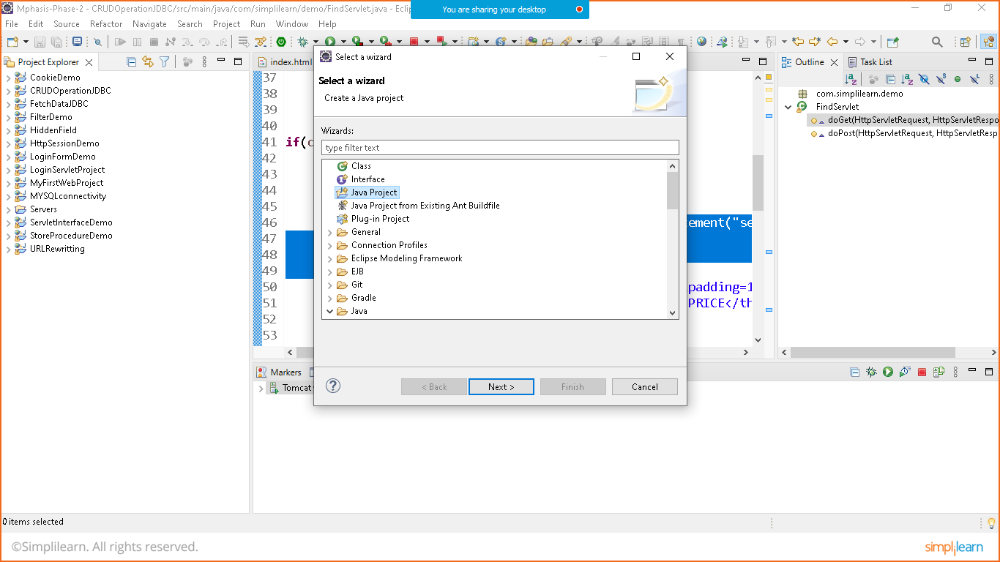 Mphasis-Phase-2 - CRUDOperationJDBC/src/main/java/com/simplilearn/demo/FindServlet.java - Eclip
You are sharing your desktop
File Edit Source Refactor Navigate Search Project Run Window Help
Project Explorer
index.html
Outline
Task List
CookieDemo
CRUDOperationJDBC
FetchDataJDBC
FilterDemo
HiddenField
HttpSessionDemo
LoginFormDemo
LoginServletProject
MyFirstWebProject
MYSQLconnectivity
Servers
ServletInterfaceDemo
StoreProcedureDemo
URLRewritting
37
38
39
40
41 if(c
42
43
44
45
46 ement("se
47
48
49
50 padding=1
51 PRICE</th
52
53
Select a wizard
Select a wizard
Create a Java project
Wizards:
type filter text
Class
Interface
Java Project
Java Project from Existing Ant Buildfile
Plug-in Project
General
Connection Profiles
Eclipse Modeling Framework
EJB
Git
Gradle
Java
< Back
Next >
Finish
Cancel
com.simplilearn.demo
FindServlet
doGet(HttpServletRequest, HttpServletRespo
doPost(HttpServletRequest, HttpServletResp
Markers
Tomcat
0 items selected
©Simplilearn. All rights reserved.
simplilearn